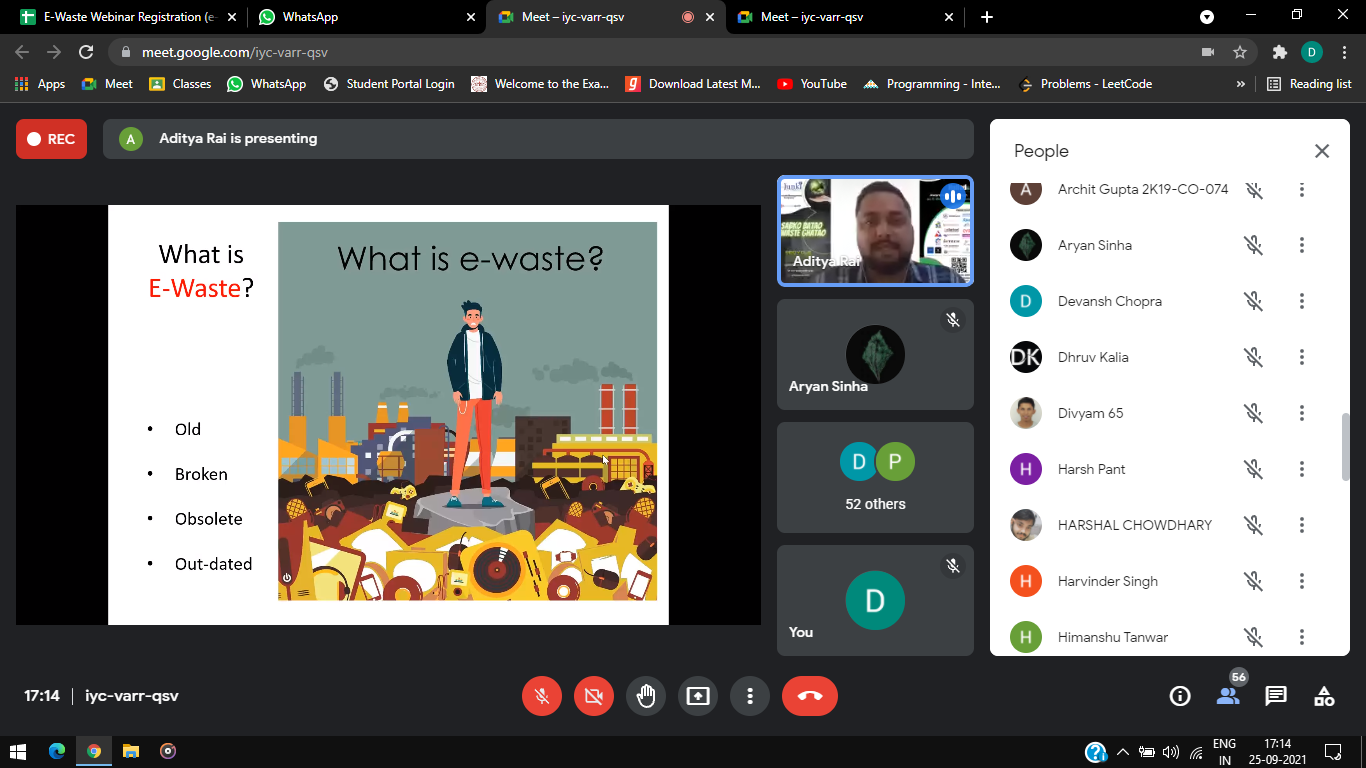 E-Waste Webinar Registration (e-
WhatsApp
Meet – iyc-varr-qsv
Meet – iyc-varr-qsv
meet.google.com/iyc-varr-qsv
D
Apps
Meet
Classes
WhatsApp
Student Portal Login
Welcome to the Exa...
Download Latest M...
YouTube
Programming - Inte...
Problems - LeetCode
»
Reading list
REC
A
Aditya Rai is presenting
What is
E-Waste?
• Old
• Broken
• Obsolete
• Out-dated
What is e-waste?
SABKO BATAO
WASTE GHATAO
Aditya Rai
Aryan Sinha
D
P
52 others
D
You
People
A
Archit Gupta 2K19-CO-074
Aryan Sinha
D
Devansh Chopra
DK
Dhruv Kalia
Divyam 65
H
Harsh Pant
HARSHAL CHOWDHARY
H
Harvinder Singh
H
Himanshu Tanwar
17:14 | iyc-varr-qsv
56
ENG
IN
17:14
25-09-2021